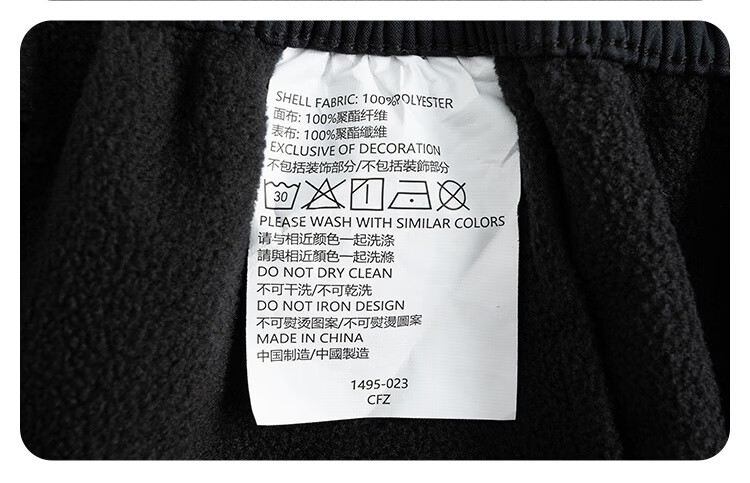 SHELL FABRIC: 100%POLYESTER
面布: 100%聚酯纤维
表布: 100%聚酯纖維
EXCLUSIVE OF DECORATION
不包括装饰部分/不包括裝飾部分
30
PLEASE WASH WITH SIMILAR COLORS
请与相近颜色一起洗涤
請與相近顏色一起洗滌
DO NOT DRY CLEAN
不可干洗/不可乾洗
DO NOT IRON DESIGN
不可熨烫图案/不可熨燙圖案
MADE IN CHINA
中国制造/中國製造
1495-023
CFZ